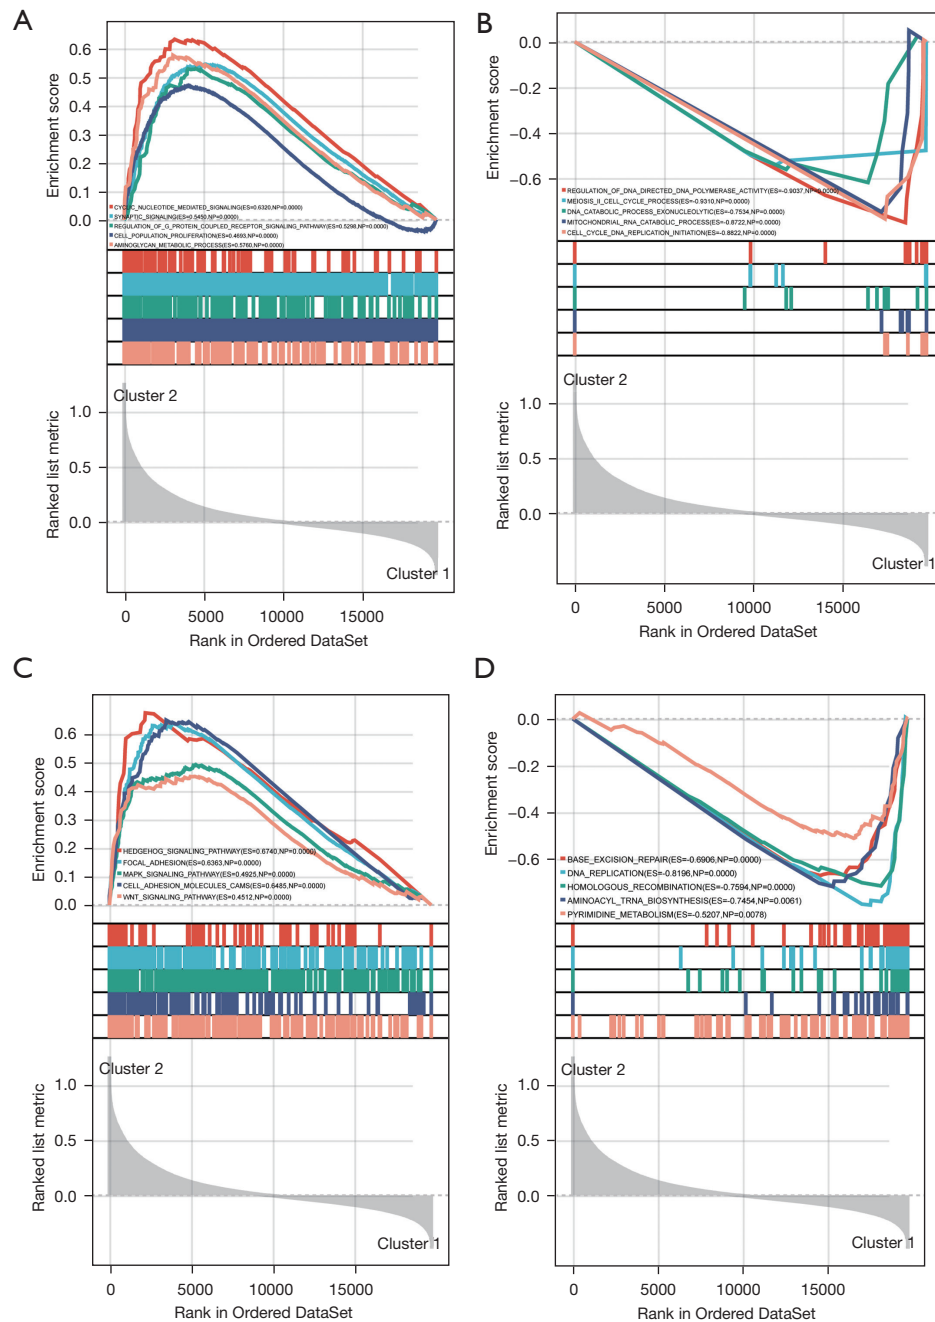 A
0.6
0.5
0.4
0.3
0.2
0.1
0.0
Enrichment score
CYCLIC_NUCLEOTIDE_MEDIATED_SIGNALING(ES=0.6320,NP=0.0000)
SYNAPTIC_SIGNALING(ES=0.5450,NP=0.0000)
REGULATION_OF_G_PROTEIN_COUPLED_RECEPTOR_SIGNALING_PATHWAY(ES=0.5298,NP=0.0000)
CELL_POPULATION_PROLIFERATION(ES=0.4693,NP=0.0000)
AMINOGLYCAN_METABOLIC_PROCESS(ES=0.5760,NP=0.0000)
Cluster 2
1.0
0.5
0.0
Ranked list metric
Cluster 1
0
5000
10000
15000
Rank in Ordered DataSet
B
0.0
−0.2
−0.4
−0.6
Enrichment score
REGULATION_OF_DNA_DIRECTED_DNA_POLYMERASE_ACTIVITY(ES=-0.9037,NP=0.0000)
MEIOSIS_II_CELL_CYCLE_PROCESS(ES=-0.9310,NP=0.0000)
DNA_CATABOLIC_PROCESS_EXONUCLEOLYTIC(ES=-0.7534,NP=0.0000)
MITOCHONDRIAL_RNA_CATABOLIC_PROCESS(ES=-0.8722,NP=0.0000)
CELL_CYCLE_DNA_REPLICATION_INITIATION(ES=-0.8822,NP=0.0000)
Cluster 2
1.0
0.5
0.0
Ranked list metric
Cluster 1
0
5000
10000
15000
Rank in Ordered DataSet
C
0.6
0.5
0.4
0.3
0.2
0.1
0.0
Enrichment score
HEDGEHOG_SIGNALING_PATHWAY(ES=0.6740,NP=0.0000)
FOCAL_ADHESION(ES=0.6363,NP=0.0000)
MAPK_SIGNALING_PATHWAY(ES=0.4925,NP=0.0000)
CELL_ADHESION_MOLECULES_CAMS(ES=0.6485,NP=0.0000)
WNT_SIGNALING_PATHWAY(ES=0.4512,NP=0.0000)
Cluster 2
1.0
0.5
0.0
Ranked list metric
Cluster 1
0
5000
10000
15000
Rank in Ordered DataSet
D
0.0
−0.2
−0.4
−0.6
Enrichment score
BASE_EXCISION_REPAIR(ES=-0.6906,NP=0.0000)
DNA_REPLICATION(ES=-0.8196,NP=0.0000)
HOMOLOGOUS_RECOMBINATION(ES=-0.7594,NP=0.0000)
AMINOACYL_TRNA_BIOSYNTHESIS(ES=-0.7454,NP=0.0061)
PYRIMIDINE_METABOLISM(ES=-0.5207,NP=0.0078)
Cluster 2
1.0
0.5
0.0
Ranked list metric
Cluster 1
0
5000
10000
15000
Rank in Ordered DataSet